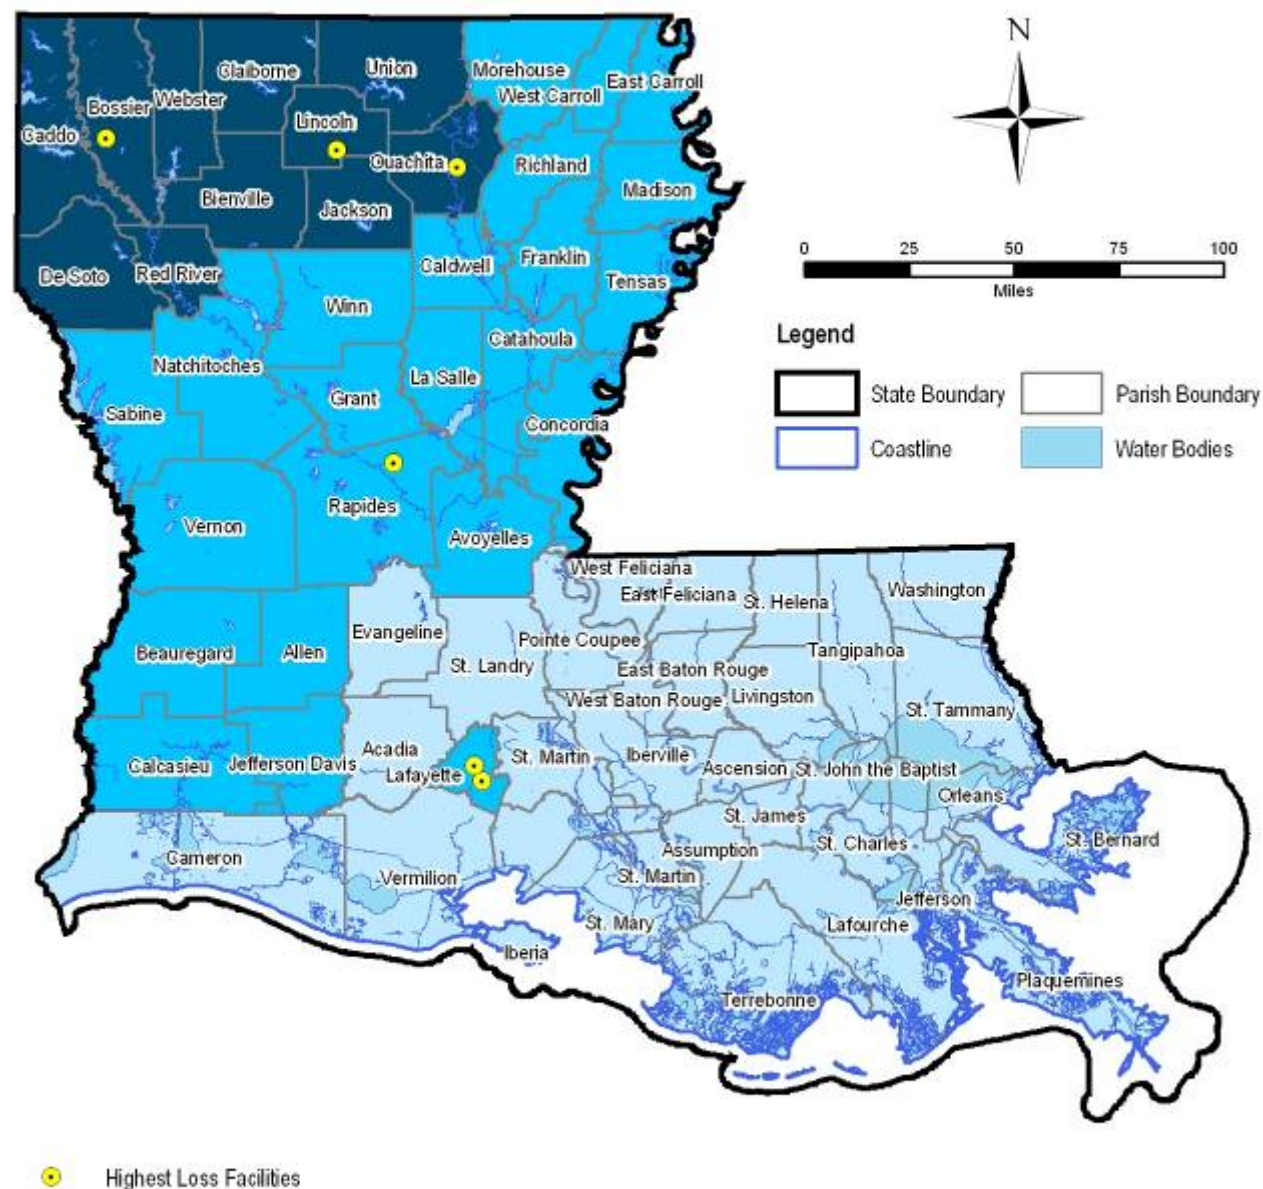 N
Claiborne
Union
Morehouse
East Carroll
Webster
West Carroll
Bossier
Lincoln
Caddo
Ouachita
Richland
Madison
Bienville
Jackson
0 25 50 75 100
Miles
De Soto
Red River
Caldwell
Franklin
Tensas
Winn
Legend
Catahoula
Natchitoches
La Salle
State Boundary
Parish Boundary
Grant
Sabine
Concordia
Coastline
Water Bodies
Rapides
Vernon
Avoyelles
West Feliciana
East Feliciana
St. Helena
Washington
Evangeline
Pointe Coupee
Beauregard
Allen
Tangipahoa
St. Landry
East Baton Rouge
West Baton Rouge
Livingston
St. Tammany
Acadia
St. Martin
Iberville
Calcasieu
Jefferson Davis
Ascension
St. John the Baptist
Lafayette
Orleans
St. James
St. Charles
St. Bernard
Assumption
Cameron
Vermilion
St. Martin
Jefferson
St. Mary
Lafourche
Iberia
Plaquemines
Terrebonne
Highest Loss Facilities